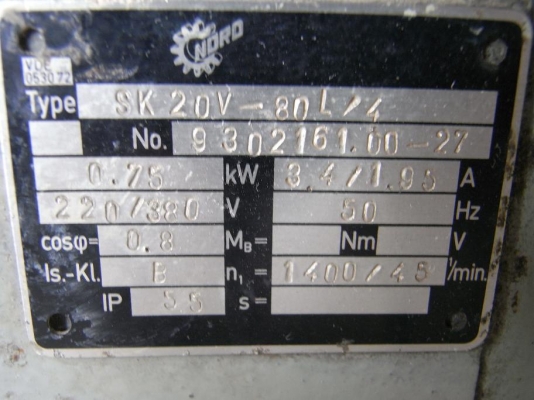 NORD
VDE
0530.72
Type SK 20V-80L/4
No. 9302161.00-27
0.75 kW 3.4/1.95 A
220/380 V 50 Hz
cosφ= 0.8 MB= Nm V
Is.-Kl. B n1= 1400/45 1/min.
IP 55 s=